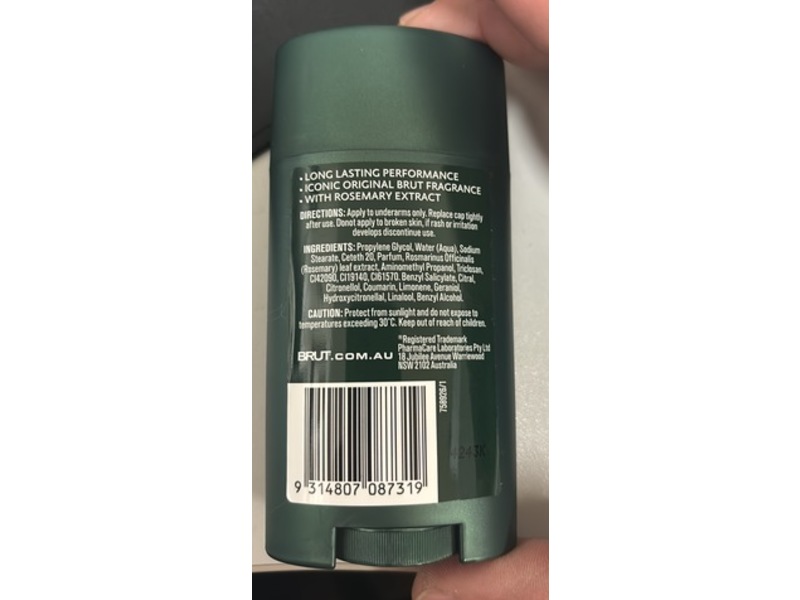 • LONG LASTING PERFORMANCE
• ICONIC ORIGINAL BRUT FRAGRANCE
• WITH ROSEMARY EXTRACT
DIRECTIONS: Apply to underarms only. Replace cap tightly
after use. Donot apply to broken skin, if rash or irritation
develops discontinue use.
INGREDIENTS: Propylene Glycol, Water (Aqua), Sodium
Stearate, Ceteth 20, Parfum, Rosmarinus Officinalis
(Rosemary) leaf extract, Aminomethyl Propanol, Triclosan,
CI42090, CI19140, CI61570. Benzyl Salicylate, Citral,
Citronellol, Coumarin, Limonene, Geraniol,
Hydroxycitronellal, Linalool, Benzyl Alcohol.
CAUTION: Protect from sunlight and do not expose to
temperatures exceeding 30°C. Keep out of reach of children.
BRUT.COM.AU
®Registered Trademark
PharmaCare Laboratories Pty Ltd
18 Jubilee Avenue Warriewood
NSW 2102 Australia
758926/1
4243K
9 314807 087319